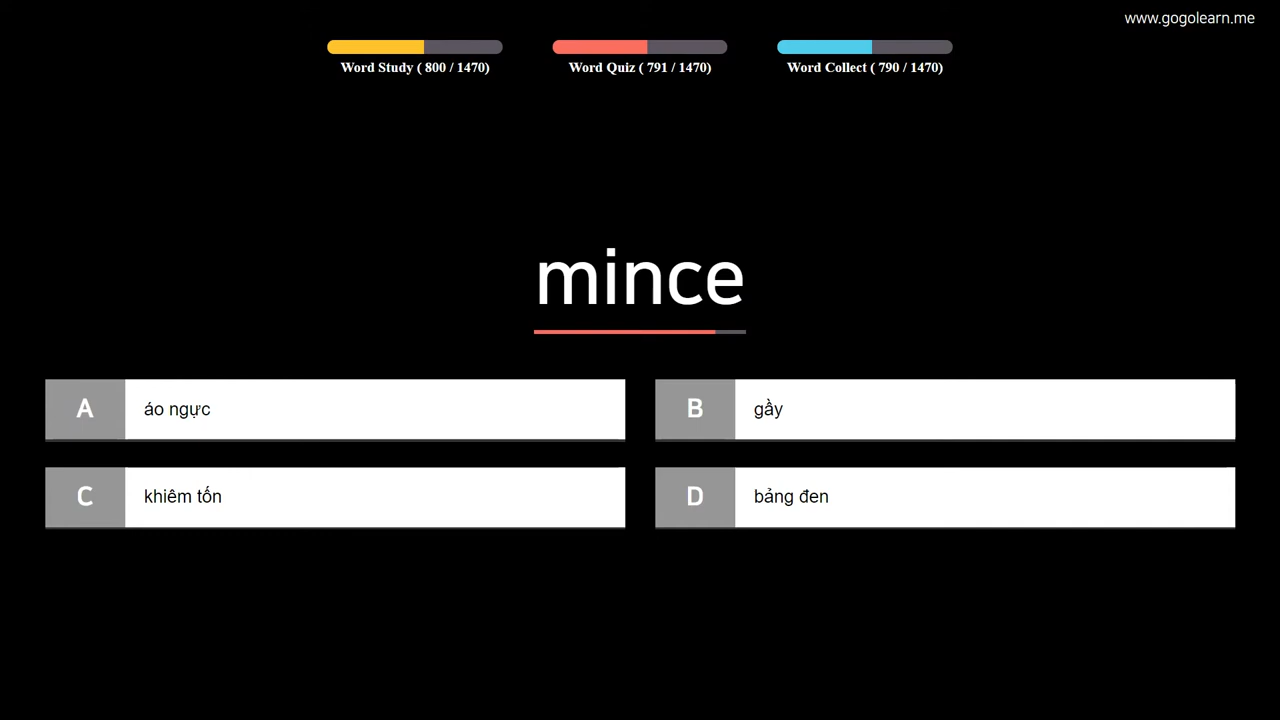 www.gogolearn.me
Word Study ( 800 / 1470)
Word Quiz ( 791 / 1470)
Word Collect ( 790 / 1470)
mince
A
áo ngực
B
gầy
C
khiêm tốn
D
bảng đen